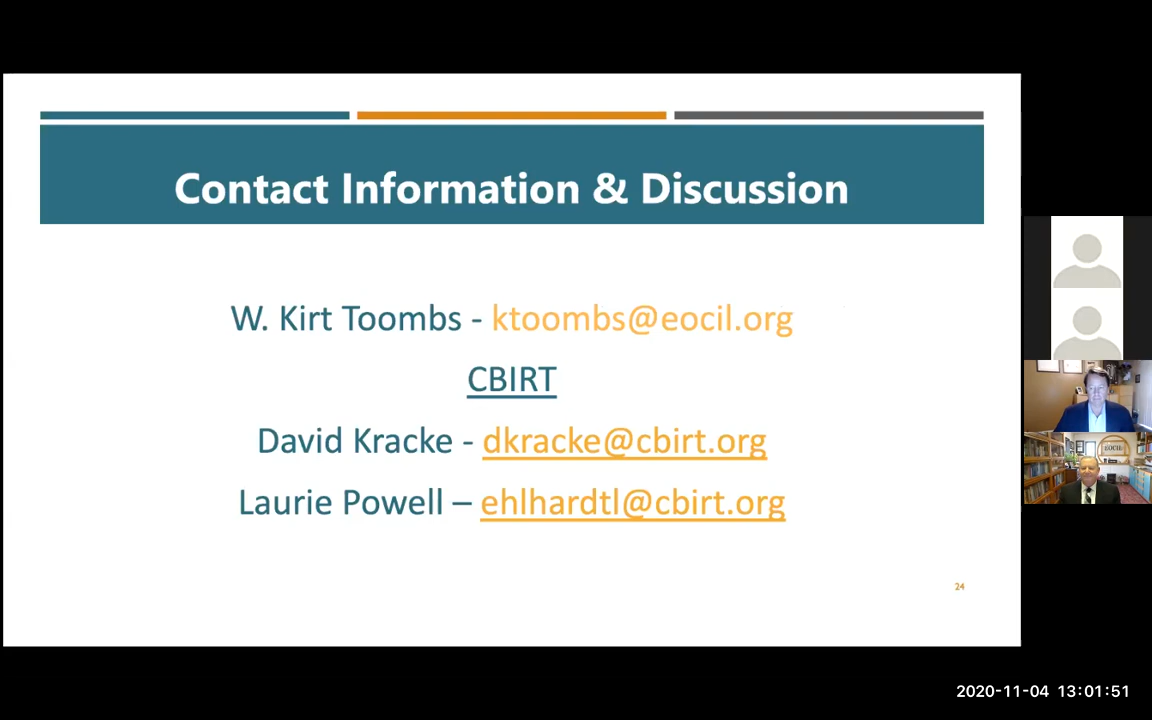 Contact Information & Discussion
W. Kirt Toombs - ktoombs@eocil.org
CBIRT
David Kracke - dkracke@cbirt.org
Laurie Powell – ehlhardtl@cbirt.org
24
EOCIL
2020-11-04 13:01:51